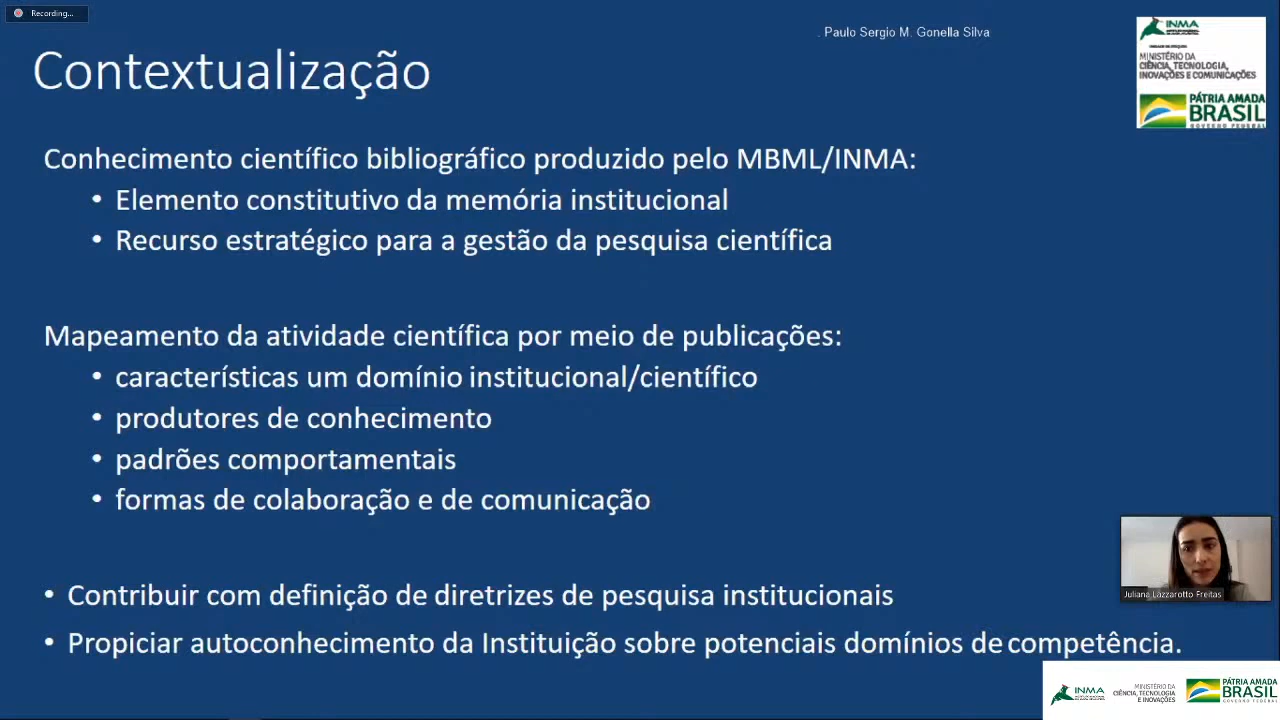 Recording...
. Paulo Sergio M. Gonella Silva
Contextualização
INMA
MINISTÉRIO DA
CIÊNCIA, TECNOLOGIA,
INOVAÇÕES E COMUNICAÇÕES
PÁTRIA AMADA
BRASIL
GOVERNO FEDERAL
Conhecimento científico bibliográfico produzido pelo MBML/INMA:
• Elemento constitutivo da memória institucional
• Recurso estratégico para a gestão da pesquisa científica
Mapeamento da atividade científica por meio de publicações:
• características um domínio institucional/científico
• produtores de conhecimento
• padrões comportamentais
• formas de colaboração e de comunicação
Juliana Lazzarotto Freitas
• Contribuir com definição de diretrizes de pesquisa institucionais
• Propiciar autoconhecimento da Instituição sobre potenciais domínios de competência.
INMA
MINISTÉRIO DA
CIÊNCIA, TECNOLOGIA
E INOVAÇÕES
PÁTRIA AMADA
BRASIL
GOVERNO FEDERAL